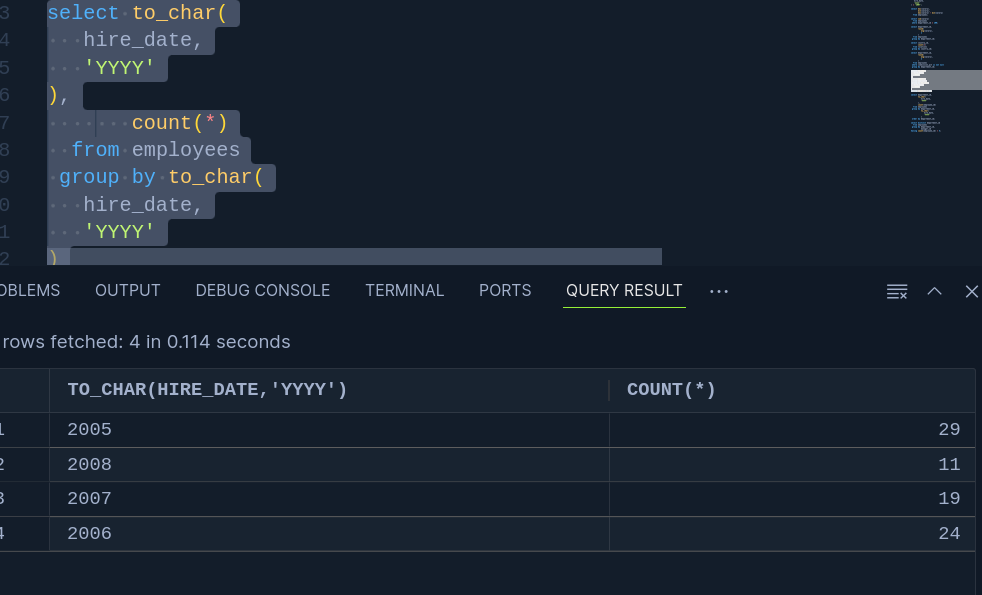 3 select to_char(
4 hire_date,
5 'YYYY'
6 ),
7 count(*)
8 from employees
9 group by to_char(
0 hire_date,
1 'YYYY'
2 )
OBLEMS OUTPUT DEBUG CONSOLE TERMINAL PORTS QUERY RESULT ...
rows fetched: 4 in 0.114 seconds
TO_CHAR(HIRE_DATE,'YYYY') COUNT(*)
1 2005 29
2 2008 11
3 2007 19
4 2006 24